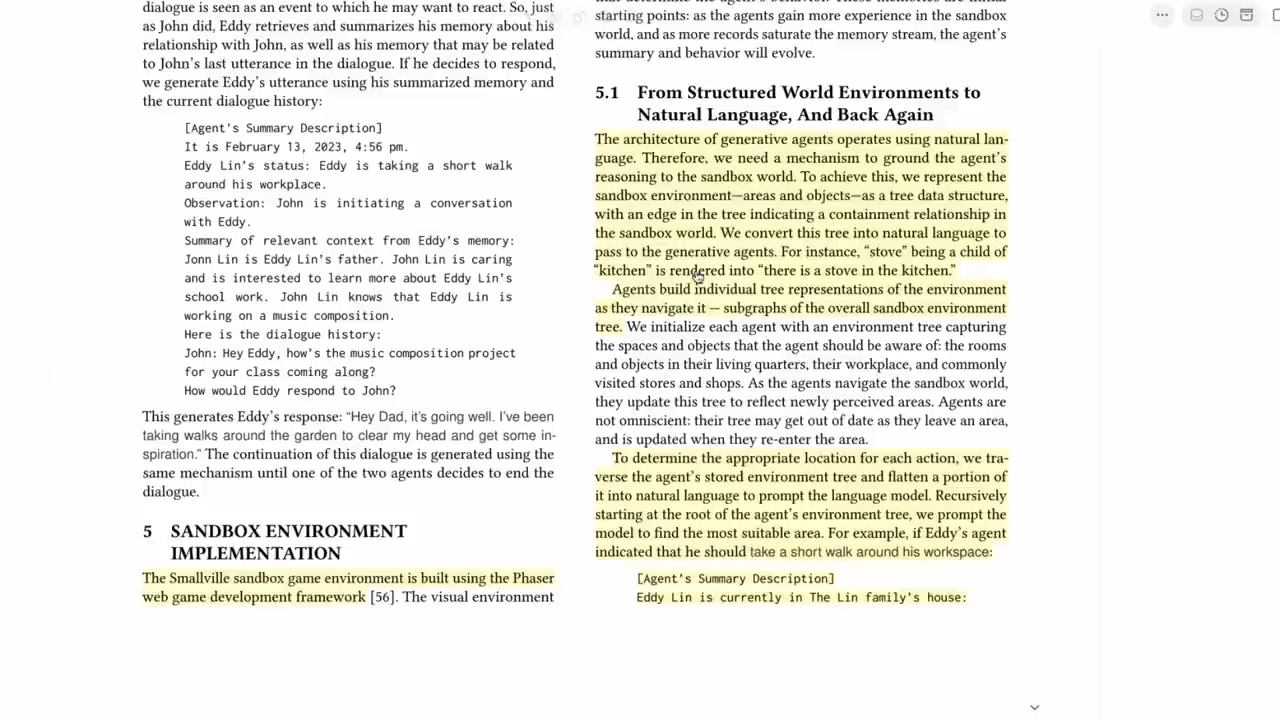 dialogue is seen as an event to which he may want to react. So, just
as John did, Eddy retrieves and summarizes his memory about his
relationship with John, as well as his memory that may be related
to John's last utterance in the dialogue. If he decides to respond,
we generate Eddy's utterance using his summarized memory and
the current dialogue history:
[Agent's Summary Description]
It is February 13, 2023, 4:56 pm.
Eddy Lin's status: Eddy is taking a short walk
around his workplace.
Observation: John is initiating a conversation
with Eddy.
Summary of relevant context from Eddy's memory:
Jonn Lin is Eddy Lin's father. John Lin is caring
and is interested to learn more about Eddy Lin's
school work. John Lin knows that Eddy Lin is
working on a music composition.
Here is the dialogue history:
John: Hey Eddy, how's the music composition project
for your class coming along?
How would Eddy respond to John?
This generates Eddy's response: “Hey Dad, it's going well. I've been
taking walks around the garden to clear my head and get some in-
spiration.” The continuation of this dialogue is generated using the
same mechanism until one of the two agents decides to end the
dialogue.
5 SANDBOX ENVIRONMENT
IMPLEMENTATION
The Smallville sandbox game environment is built using the Phaser
web game development framework [56]. The visual environment
starting points: as the agents gain more experience in the sandbox
world, and as more records saturate the memory stream, the agent's
summary and behavior will evolve.
5.1 From Structured World Environments to
Natural Language, And Back Again
The architecture of generative agents operates using natural lan-
guage. Therefore, we need a mechanism to ground the agent's
reasoning to the sandbox world. To achieve this, we represent the
sandbox environment—areas and objects—as a tree data structure,
with an edge in the tree indicating a containment relationship in
the sandbox world. We convert this tree into natural language to
pass to the generative agents. For instance, “stove” being a child of
“kitchen” is rendered into “there is a stove in the kitchen.”
Agents build individual tree representations of the environment
as they navigate it — subgraphs of the overall sandbox environment
tree. We initialize each agent with an environment tree capturing
the spaces and objects that the agent should be aware of: the rooms
and objects in their living quarters, their workplace, and commonly
visited stores and shops. As the agents navigate the sandbox world,
they update this tree to reflect newly perceived areas. Agents are
not omniscient: their tree may get out of date as they leave an area,
and is updated when they re-enter the area.
To determine the appropriate location for each action, we tra-
verse the agent's stored environment tree and flatten a portion of
it into natural language to prompt the language model. Recursively
starting at the root of the agent's environment tree, we prompt the
model to find the most suitable area. For example, if Eddy's agent
indicated that he should take a short walk around his workspace:
[Agent's Summary Description]
Eddy Lin is currently in The Lin family's house: